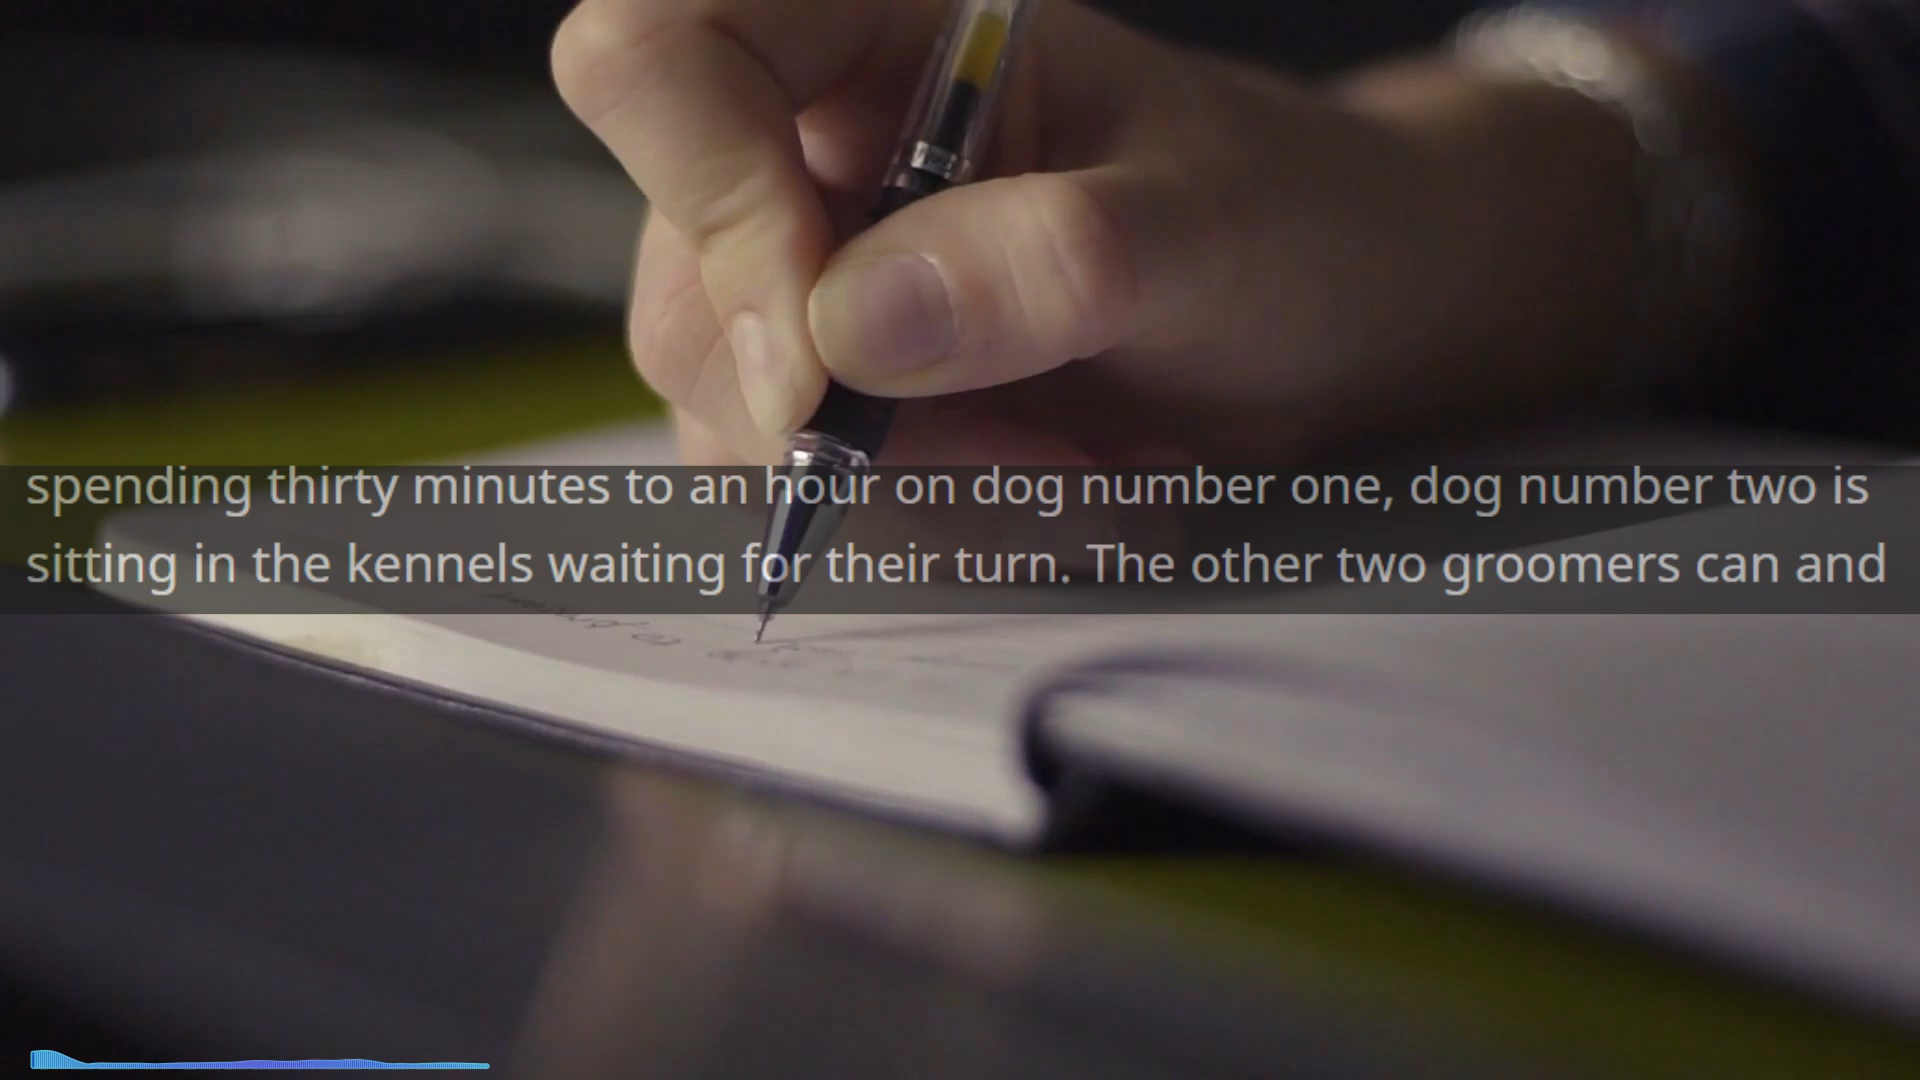 spending thirty minutes to an hour on dog number one, dog number two is
sitting in the kennels waiting for their turn. The other two groomers can and